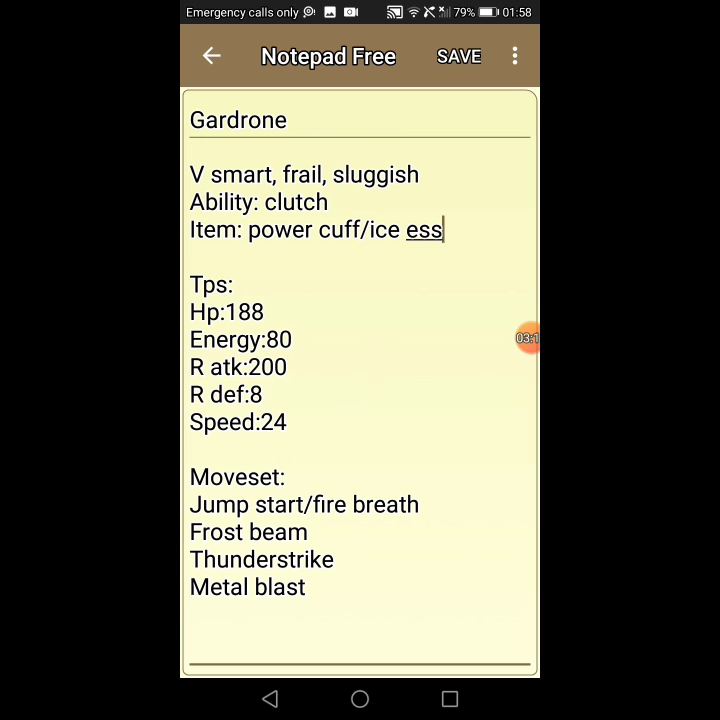 Emergency calls only 79% 01:58
Notepad Free SAVE
Gardrone
V smart, frail, sluggish
Ability: clutch
Item: power cuff/ice ess
Tps:
Hp:188
Energy:80
03:1
R atk:200
R def:8
Speed:24
Moveset:
Jump start/fire breath
Frost beam
Thunderstrike
Metal blast